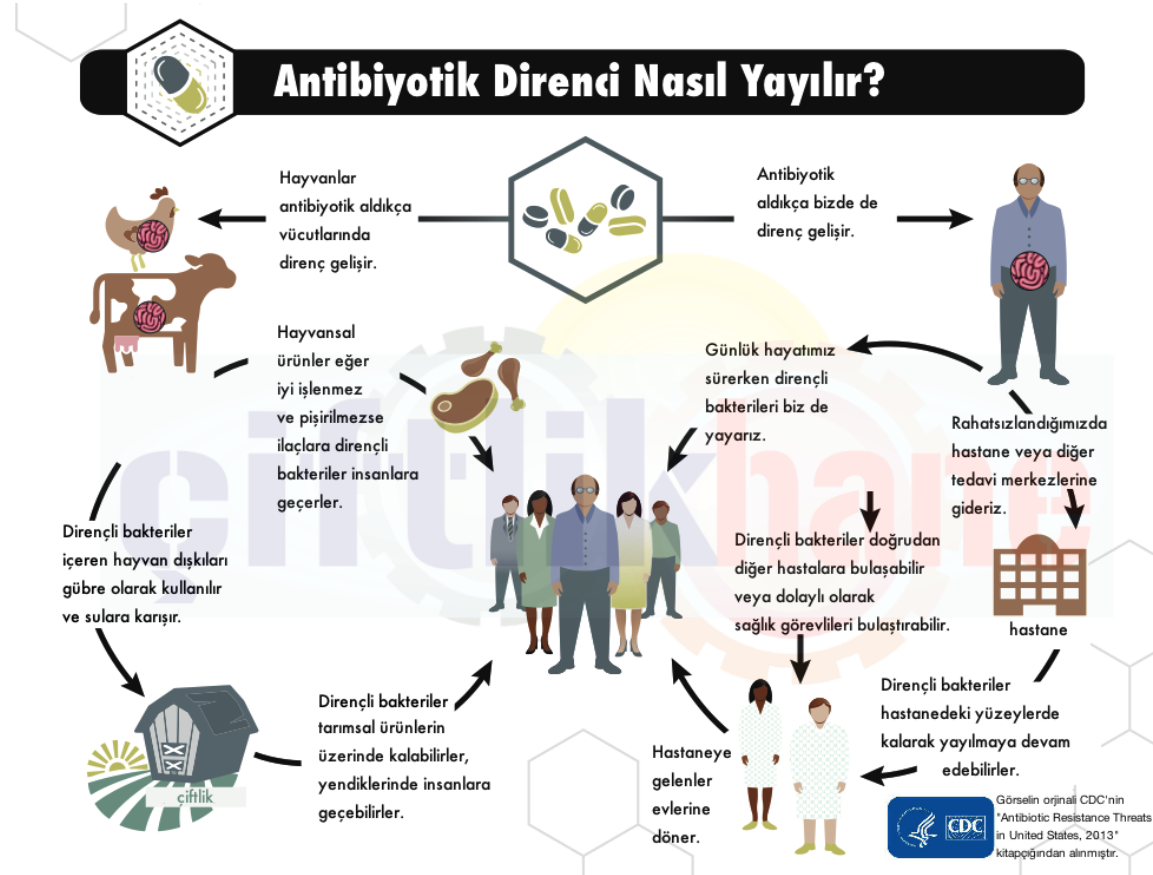 Antibiyotik Direnci Nasıl Yayılır?
Hayvanlar
antibiyotik aldıkça
vücutlarında
direnç gelişir.
Antibiyotik
aldıkça bizde de
direnç gelişir.
Hayvansal
ürünler eğer
iyi işlenmez
ve pişirilmezse
ilaçlara dirençli
bakteriler insanlara
geçerler.
Günlük hayatımız
sürerken dirençli
bakterileri biz de
yayarız.
Rahatsızlandığımızda
hastane veya diğer
tedavi merkezlerine
gideriz.
çiftlikhane
Dirençli bakteriler
içeren hayvan dışkıları
gübre olarak kullanılır
ve sulara karışır.
Dirençli bakteriler doğrudan
diğer hastalara bulaşabilir
veya dolaylı olarak
sağlık görevlileri bulaştırabilir.
hastane
çiftlik
Dirençli bakteriler
tarımsal ürünlerin
üzerinde kalabilirler,
yendiklerinde insanlara
geçebilirler.
Hastaneye
gelenler
evlerine
döner.
Dirençli bakteriler
hastanedeki yüzeylerde
kalarak yayılmaya devam
edebilirler.
CDC
Görselin orjinali CDC'nin
"Antibiotic Resistance Threats
in United States, 2013"
kitapçığından alınmıştır.